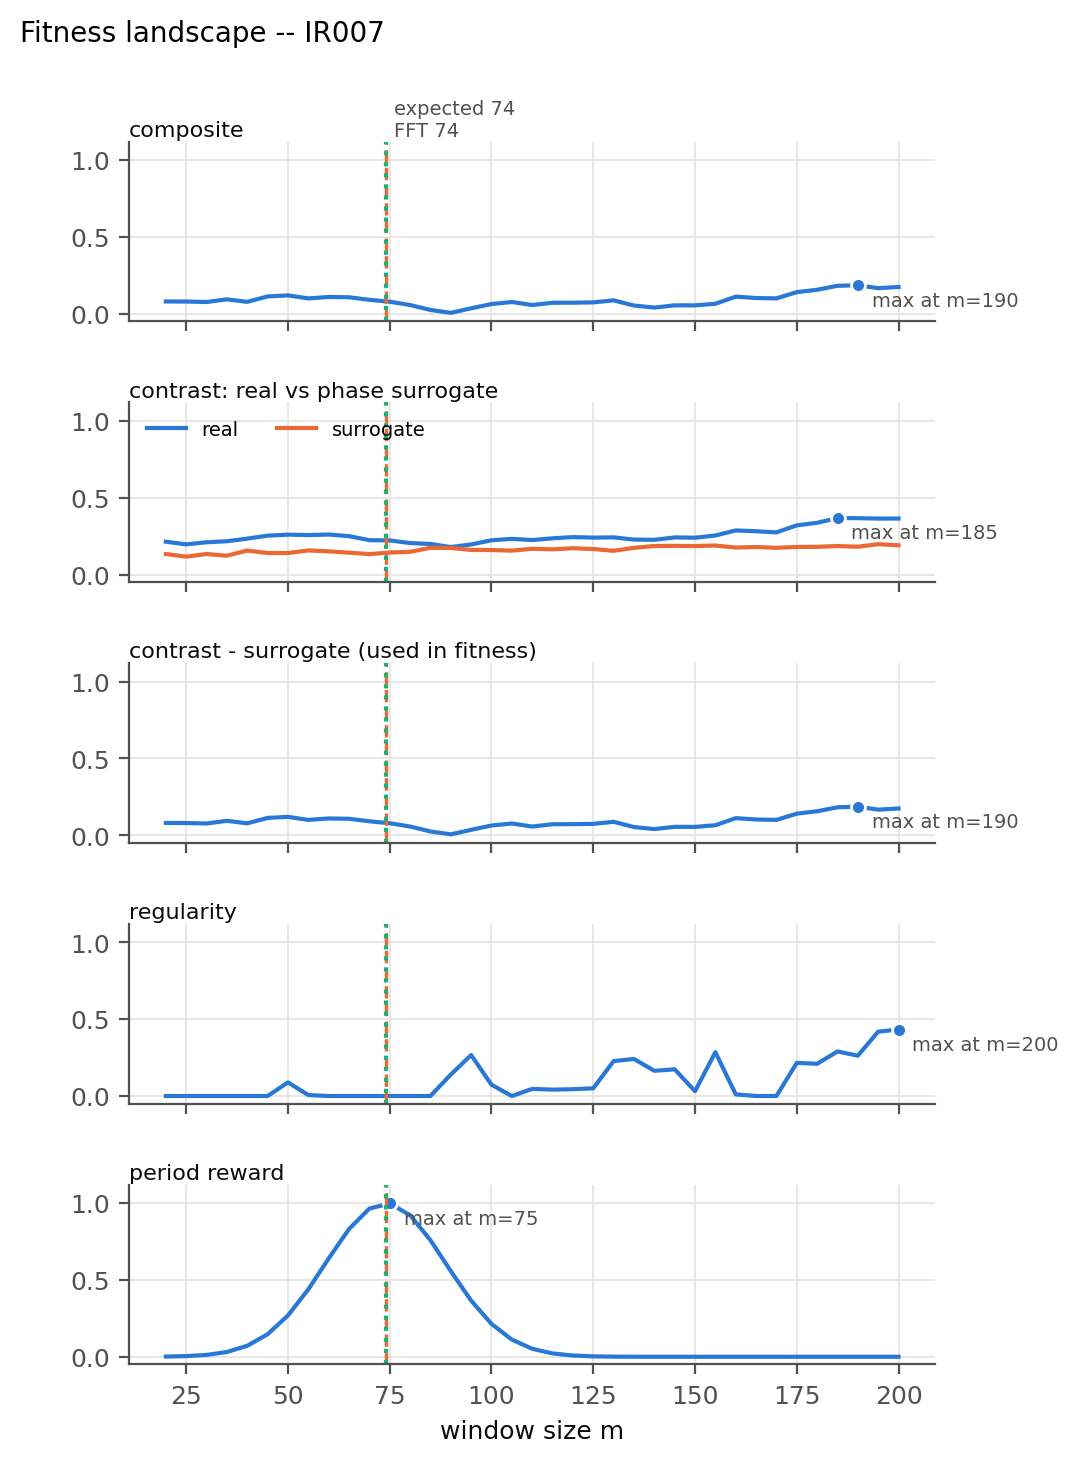 Fitness landscape -- IR007
expected 74
FFT 74
composite
1.0
0.5
0.0
max at m=190
contrast: real vs phase surrogate
1.0
real
surrogate
0.5
max at m=185
0.0
contrast - surrogate (used in fitness)
1.0
0.5
0.0
max at m=190
regularity
1.0
0.5
max at m=200
0.0
period reward
1.0
max at m=75
0.5
0.0
25 50 75 100 125 150 175 200
window size m